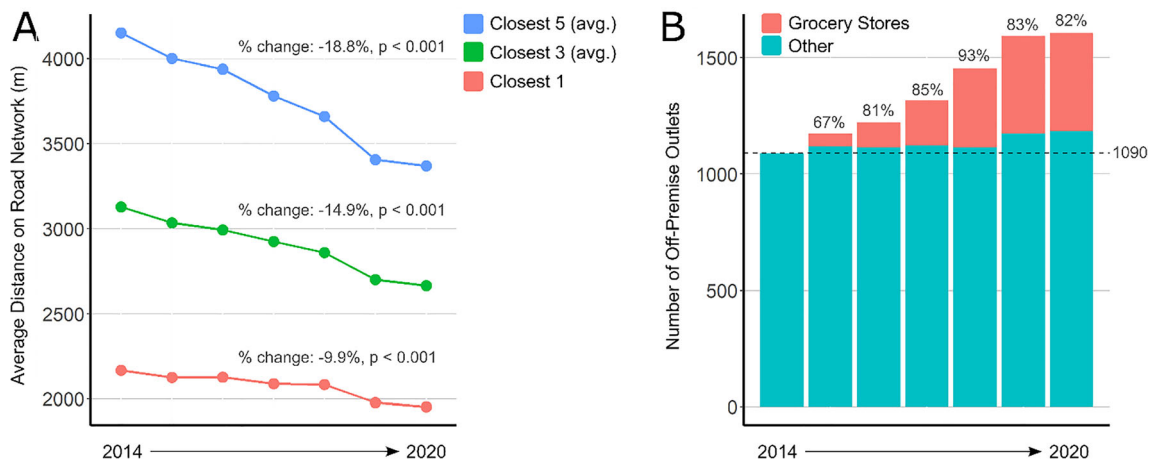 A
Average Distance on Road Network (m)
4000
3500
3000
2500
2000
Closest 5 (avg.)
Closest 3 (avg.)
Closest 1
% change: -18.8%, p < 0.001
% change: -14.9%, p < 0.001
% change: -9.9%, p < 0.001
2014
2020
B
Number of Off-Premise Outlets
1500
1000
500
0
Grocery Stores
Other
67%
81%
85%
93%
83%
82%
1090
2014
2020